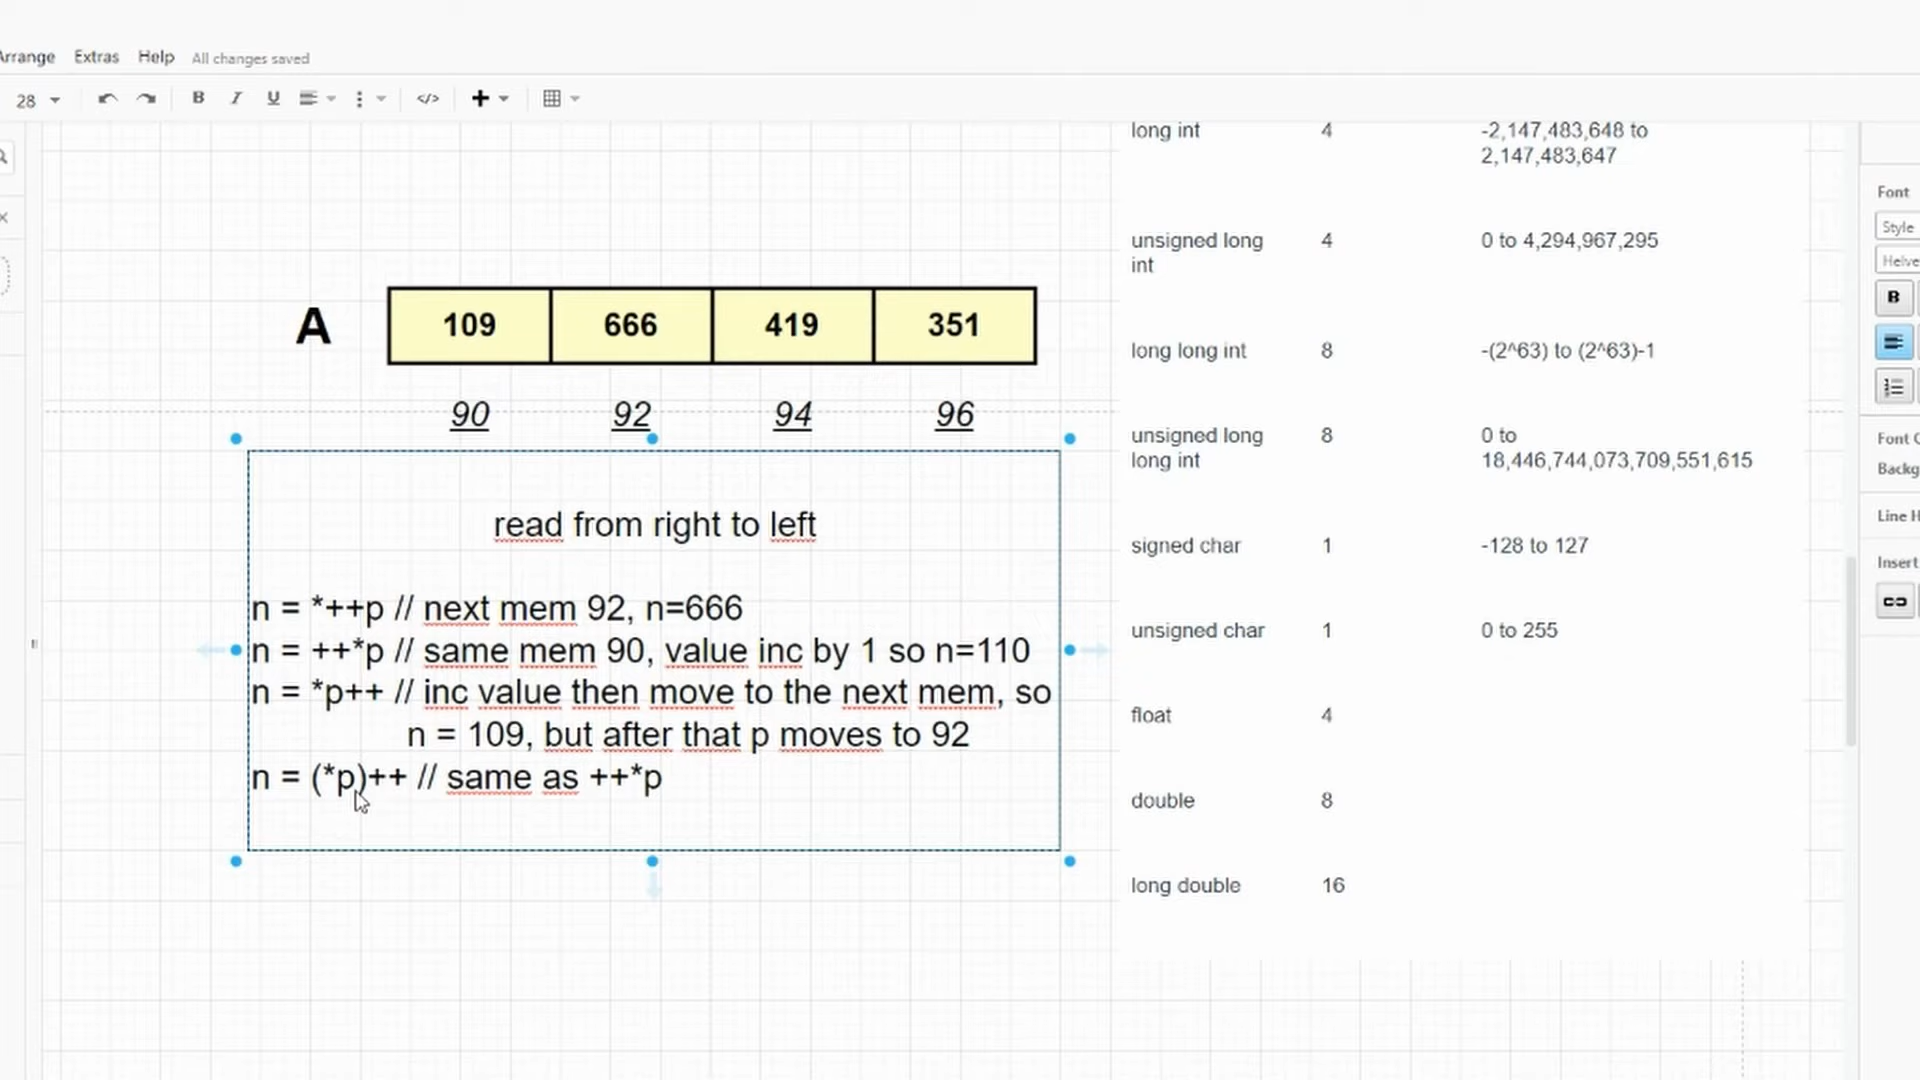 Arrange Extras Help All changes saved
28 B I U </>
long int 4 -2,147,483,648 to
2,147,483,647
Font
unsigned long 4 0 to 4,294,967,295
int
Style
Helve
B
A 109 666 419 351
long long int 8 -(2^63) to (2^63)-1
90 92 94 96
unsigned long 8 0 to
long int 18,446,744,073,709,551,615
Font C
Backg
Line H
read from right to left
signed char 1 -128 to 127
Insert
n = *++p // next mem 92, n=666
n = ++*p // same mem 90, value inc by 1 so n=110
n = *p++ // inc value then move to the next mem, so
n = 109, but after that p moves to 92
n = (*p)++ // same as ++*p
unsigned char 1 0 to 255
float 4
double 8
long double 16